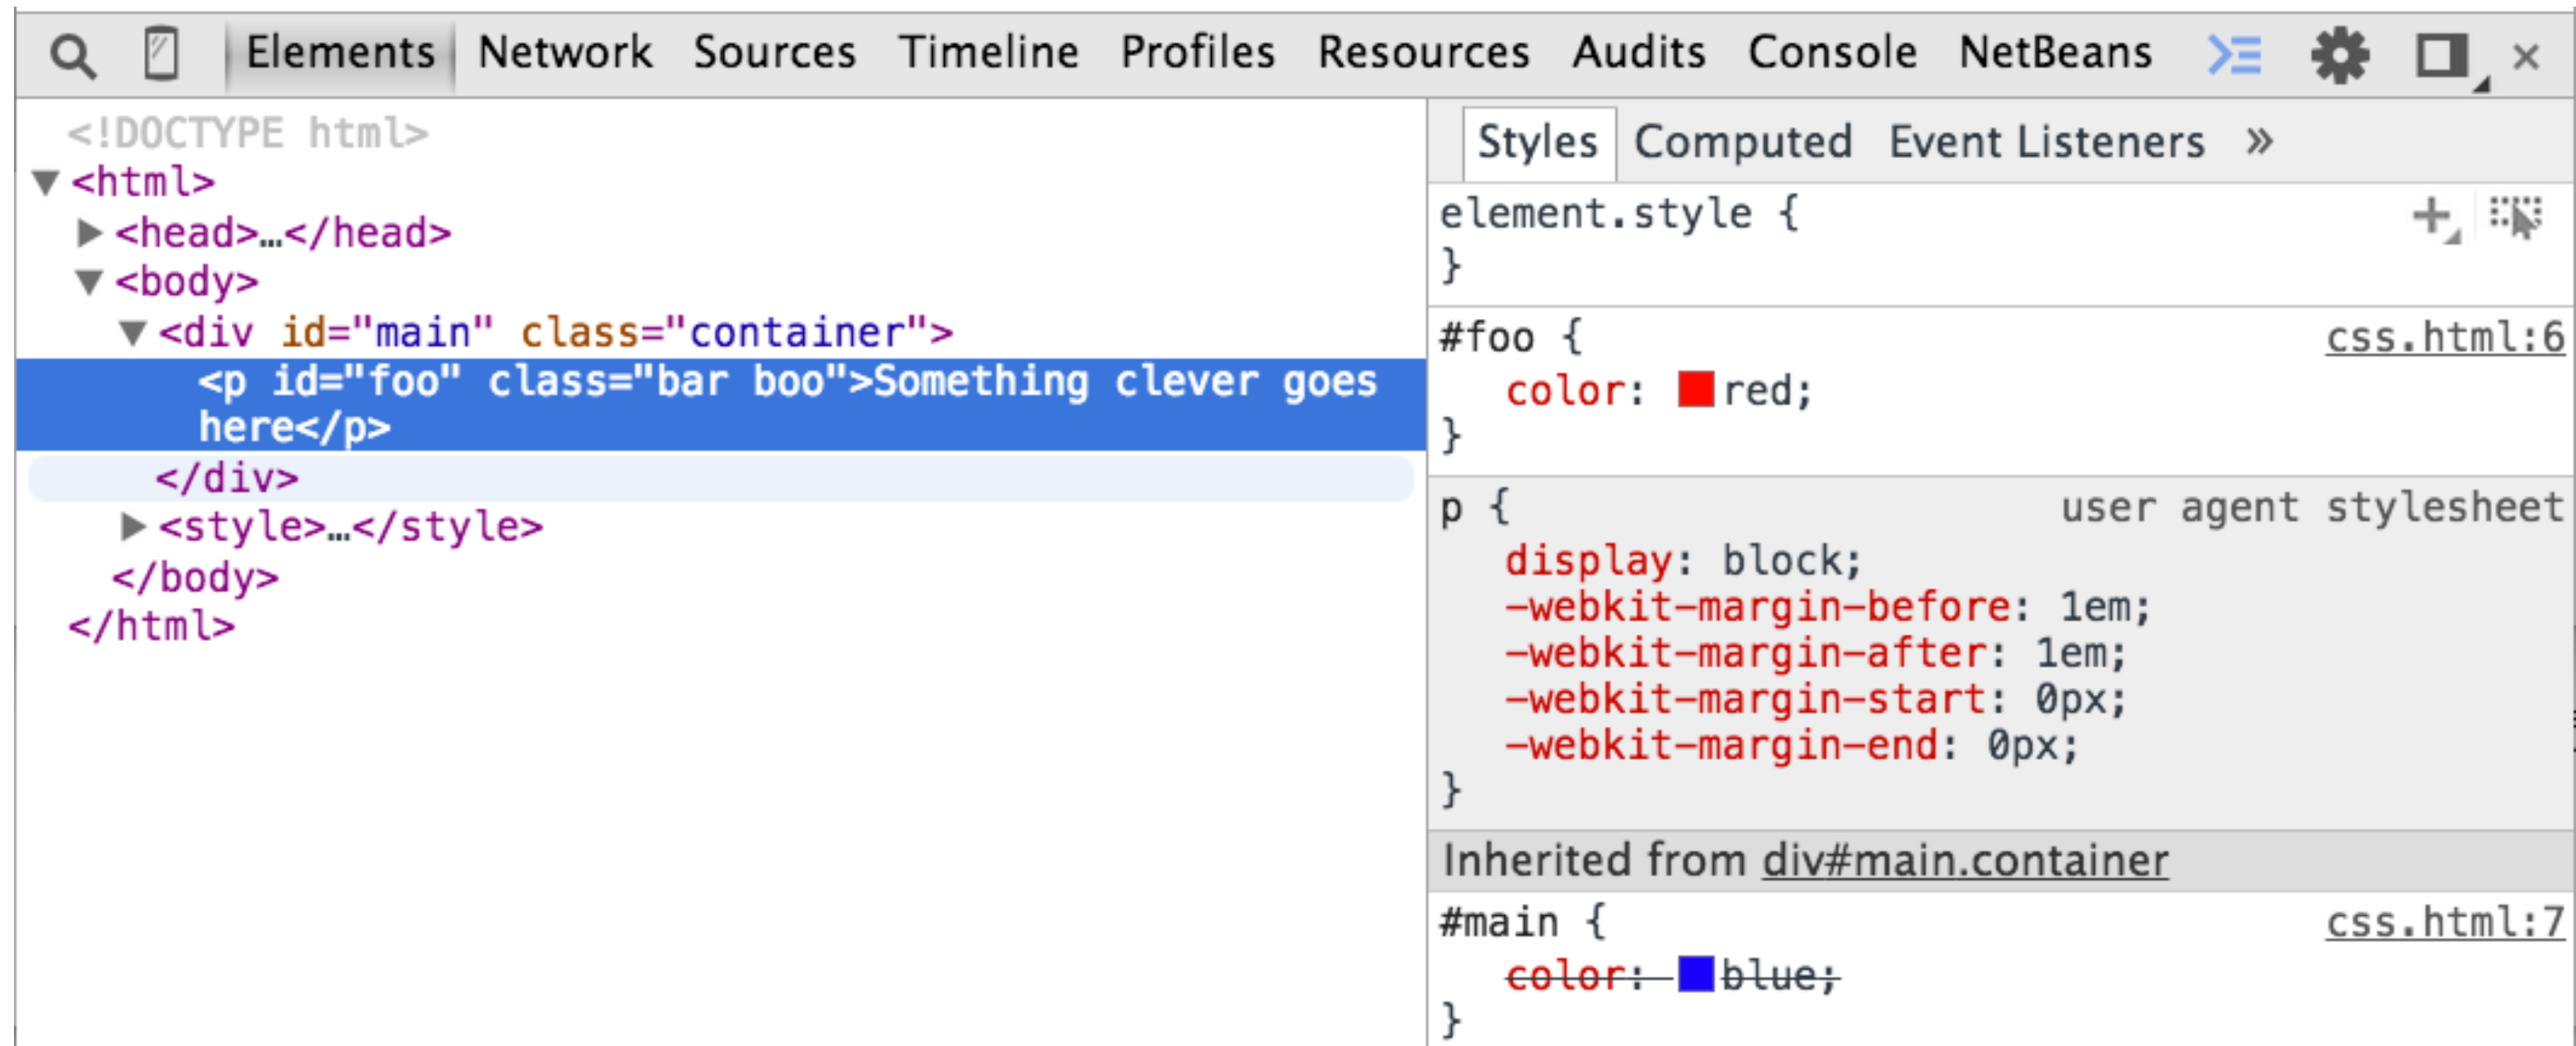 Elements Network Sources Timeline Profiles Resources Audits Console NetBeans
<!DOCTYPE html>
<html>
<head>…</head>
<body>
<div id="main" class="container">
<p id="foo" class="bar boo">Something clever goes
here</p>
</div>
<style>…</style>
</body>
</html>
Styles Computed Event Listeners »
element.style {
}
#foo { css.html:6
color: red;
}
p { user agent stylesheet
display: block;
-webkit-margin-before: 1em;
-webkit-margin-after: 1em;
-webkit-margin-start: 0px;
-webkit-margin-end: 0px;
}
Inherited from div#main.container
#main { css.html:7
color: blue;
}